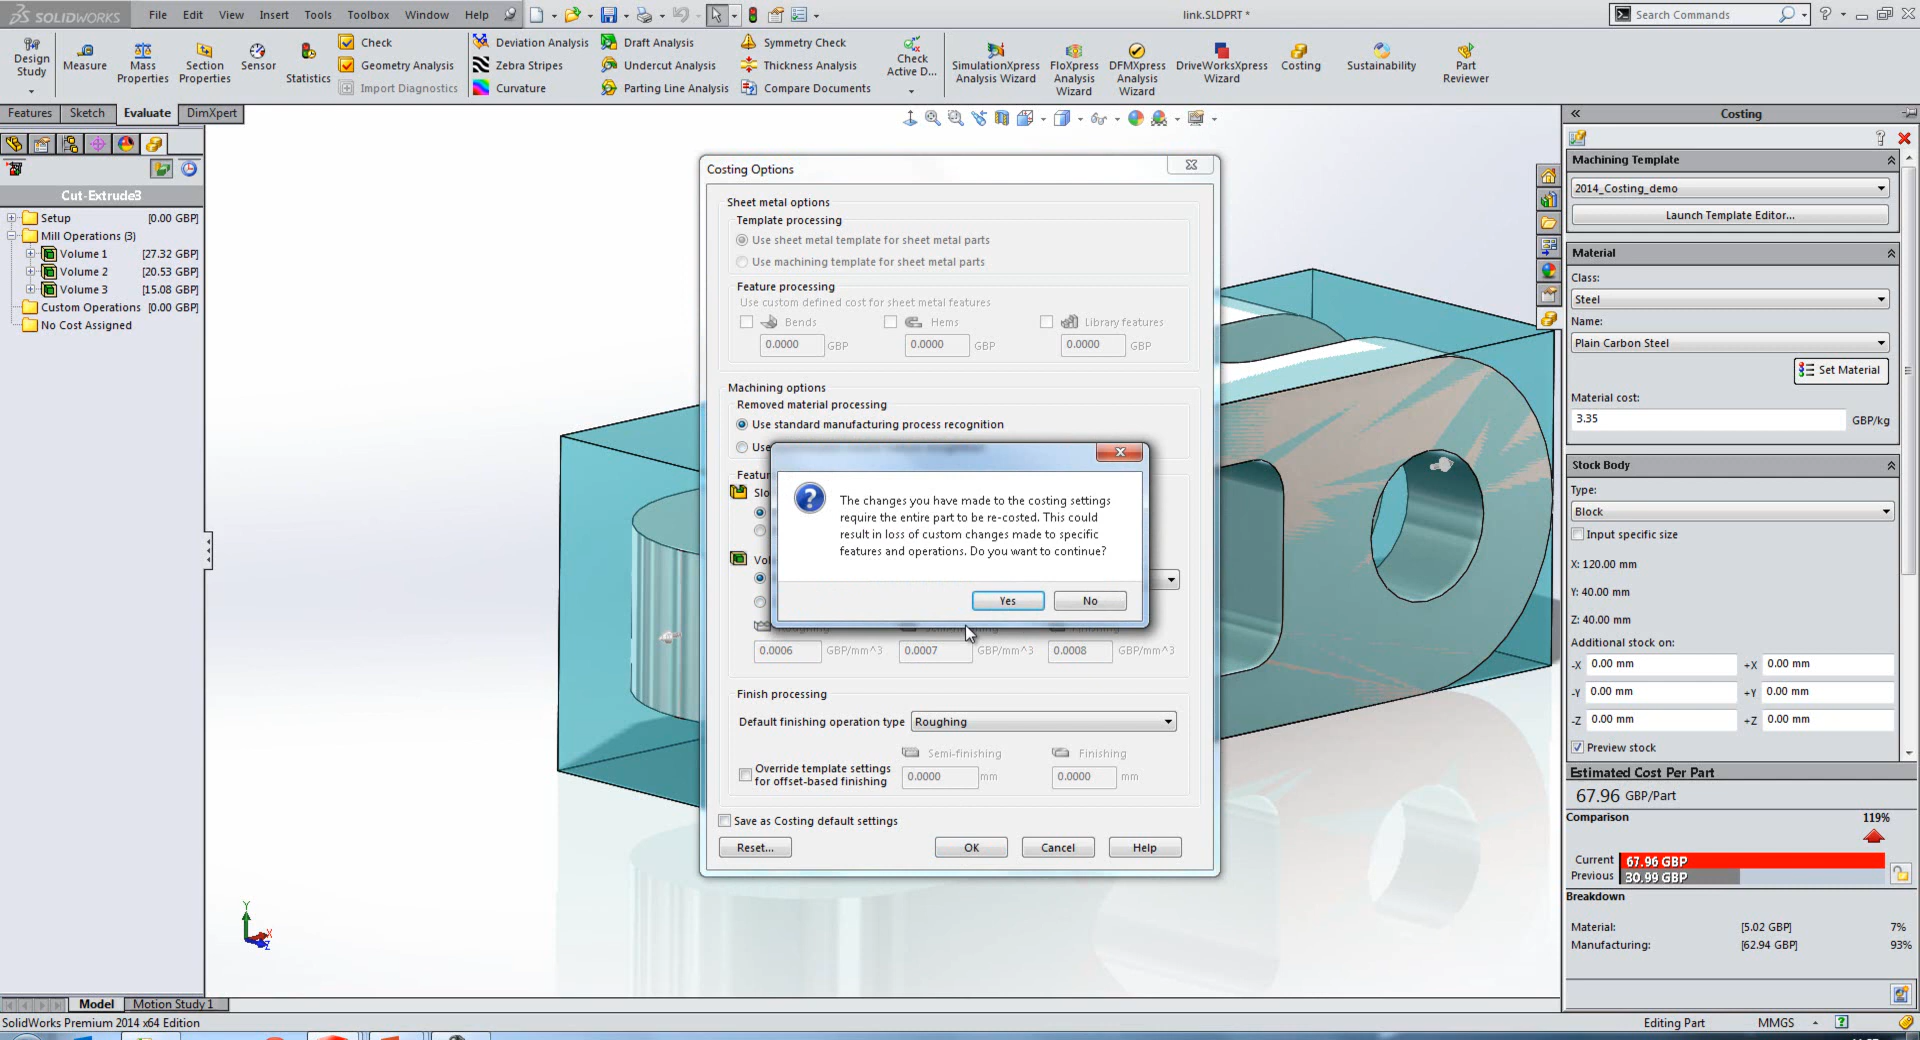 SOLIDWORKS
File Edit View Insert Tools Toolbox Window Help
link.SLDPRT *
Search Commands
Design Study
Measure
Mass Properties
Section Properties
Sensor
Statistics
Check
Geometry Analysis
Import Diagnostics
Deviation Analysis
Zebra Stripes
Curvature
Draft Analysis
Undercut Analysis
Parting Line Analysis
Symmetry Check
Thickness Analysis
Compare Documents
Check Active D...
SimulationXpress Analysis Wizard
FloXpress Analysis Wizard
DFMXpress Analysis Wizard
DriveWorksXpress Wizard
Costing
Sustainability
Part Reviewer
Features Sketch Evaluate DimXpert
Cut-Extrude3
Setup [0.00 GBP]
Mill Operations (3)
Volume 1 [27.32 GBP]
Volume 2 [20.53 GBP]
Volume 3 [15.08 GBP]
Custom Operations [0.00 GBP]
No Cost Assigned
Costing Options
Sheet metal options
Template processing
Use sheet metal template for sheet metal parts
Use machining template for sheet metal parts
Feature processing
Use custom defined cost for sheet metal features
Bends Hems Library features
0.0000 GBP 0.0000 GBP 0.0000 GBP
Machining options
Removed material processing
Use standard manufacturing process recognition
Use
Featur
Slo
Vol
The changes you have made to the costing settings
require the entire part to be re-costed. This could
result in loss of custom changes made to specific
features and operations. Do you want to continue?
Yes No
0.0006 GBP/mm^3 0.0007 GBP/mm^3 0.0008 GBP/mm^3
Finish processing
Default finishing operation type Roughing
Semi-finishing Finishing
Override template settings
for offset-based finishing
0.0000 mm 0.0000 mm
Save as Costing default settings
Reset... OK Cancel Help
Costing
Machining Template
2014_Costing_demo
Launch Template Editor...
Material
Class:
Steel
Name:
Plain Carbon Steel
Set Material
Material cost:
3.35 GBP/kg
Stock Body
Type:
Block
Input specific size
X: 120.00 mm
Y: 40.00 mm
Z: 40.00 mm
Additional stock on:
-X 0.00 mm +X 0.00 mm
-Y 0.00 mm +Y 0.00 mm
-Z 0.00 mm +Z 0.00 mm
Preview stock
Estimated Cost Per Part
67.96 GBP/Part
Comparison 119%
Current 67.96 GBP
Previous 30.99 GBP
Breakdown
Material: [5.02 GBP] 7%
Manufacturing: [62.94 GBP] 93%
Y
X
Z
Model Motion Study 1
SolidWorks Premium 2014 x64 Edition
Editing Part MMGS